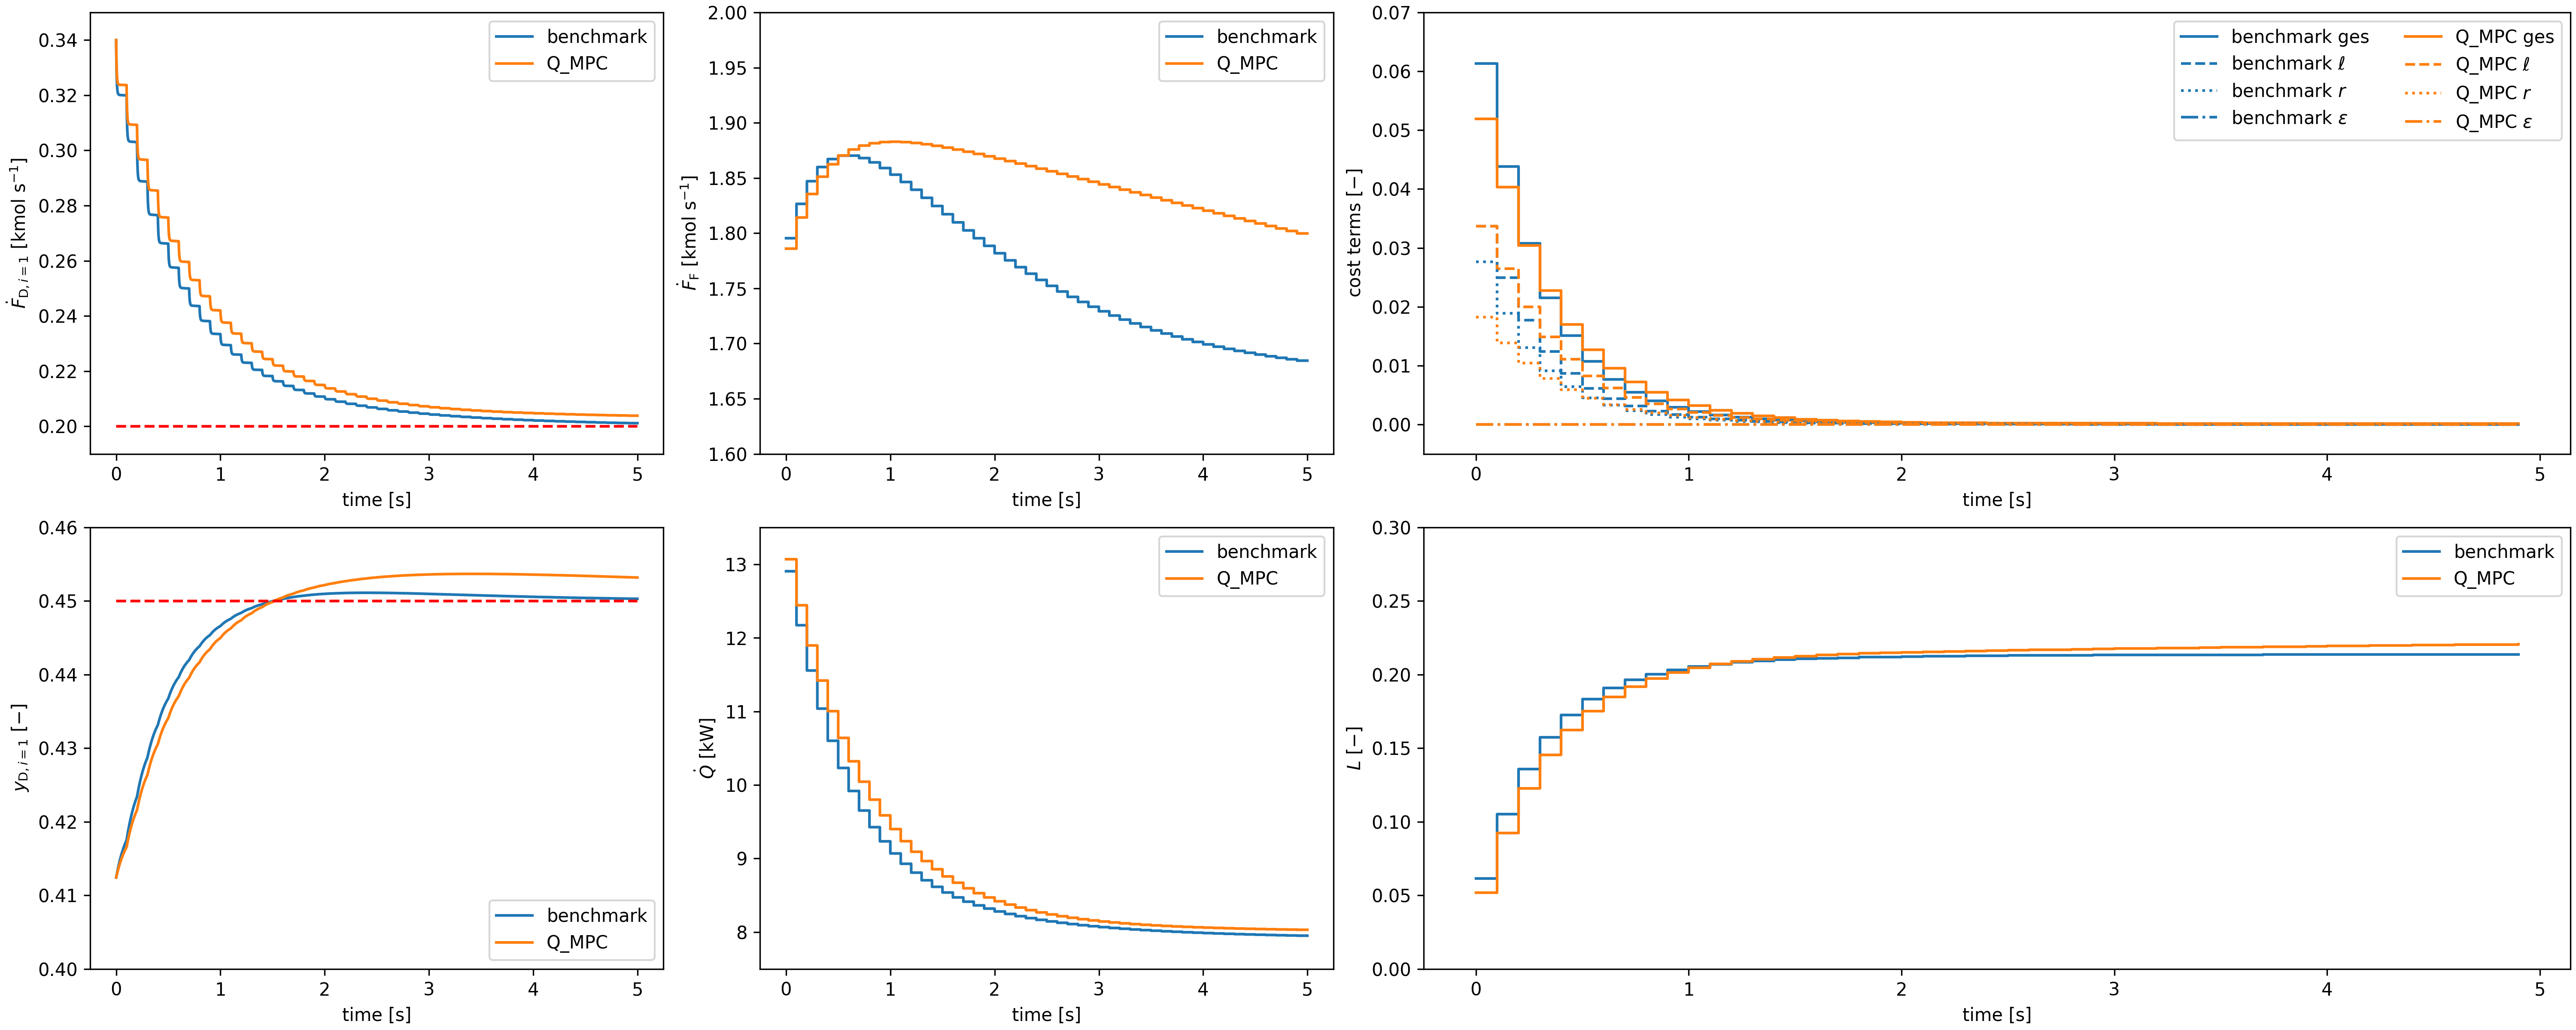 0.34
0.32
0.30
0.28
0.26
0.24
0.22
0.20
Ḟ_D,i=1 [kmol s⁻¹]
benchmark
Q_MPC
0 1 2 3 4 5
time [s]
2.00
1.95
1.90
1.85
1.80
1.75
1.70
1.65
1.60
Ḟ_F [kmol s⁻¹]
benchmark
Q_MPC
0 1 2 3 4 5
time [s]
0.07
0.06
0.05
0.04
0.03
0.02
0.01
0.00
cost terms [−]
benchmark ges
benchmark ℓ
benchmark r
benchmark ε
Q_MPC ges
Q_MPC ℓ
Q_MPC r
Q_MPC ε
0 1 2 3 4 5
time [s]
0.46
0.45
0.44
0.43
0.42
0.41
0.40
y_D,i=1 [−]
benchmark
Q_MPC
0 1 2 3 4 5
time [s]
13
12
11
10
9
8
Q̇ [kW]
benchmark
Q_MPC
0 1 2 3 4 5
time [s]
0.30
0.25
0.20
0.15
0.10
0.05
0.00
L [−]
benchmark
Q_MPC
0 1 2 3 4 5
time [s]